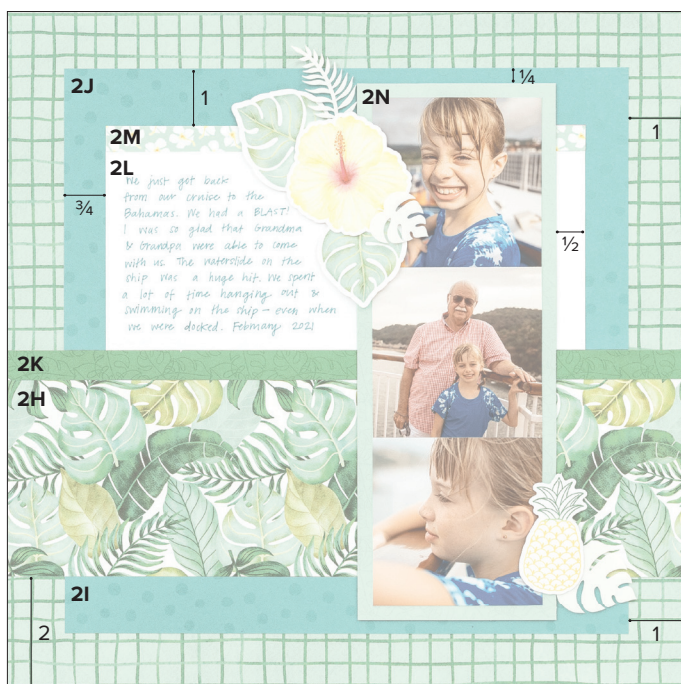 2J
1
1/4
2N
1
2M
2L
We just got back
from our cruise to the
Bahamas. We had a BLAST!
I was so glad that Grandma
& Grandpa were able to come
with us. The waterslide on the
ship was a huge hit. We spent
a lot of time hanging out &
swimming on the ship - even when
we were docked. February 2021
3/4
1/2
2K
2H
2I
2
1